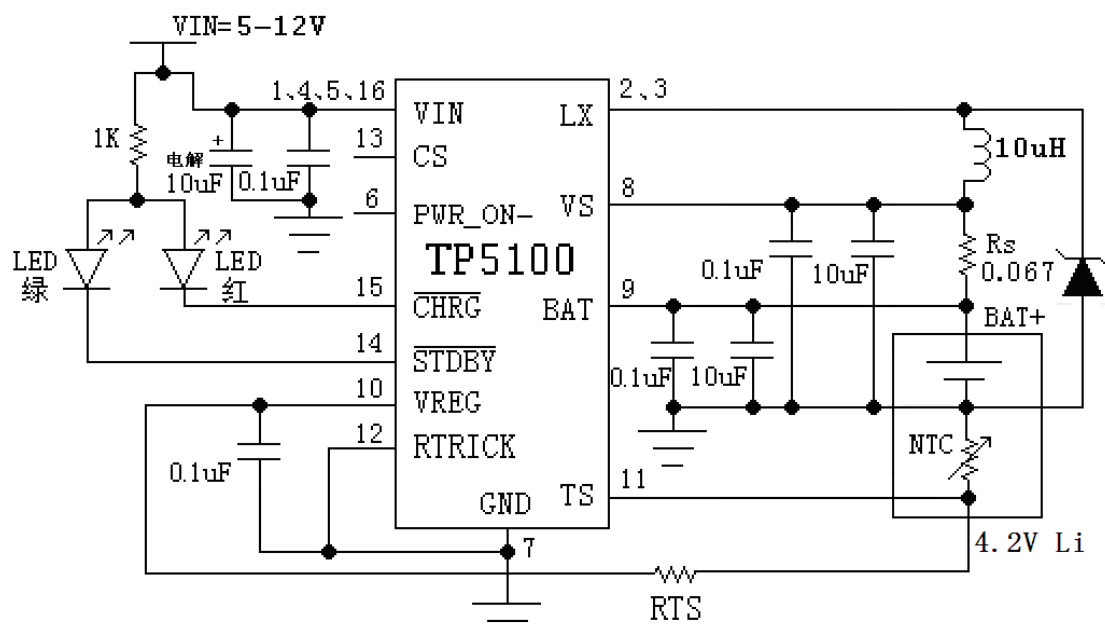 VIN=5-12V
1、4、5、16
VIN
LX
2、3
1K
电解
10uF
0.1uF
13
CS
10uH
6
PWR_ON-
VS
8
TP5100
LED
绿
LED
红
0.1uF
10uF
Rs
0.067
15
CHRG
BAT
9
BAT+
14
STDBY
0.1uF
10uF
10
VREG
12
RTRICK
NTC
0.1uF
GND
TS
11
7
4.2V Li
RTS